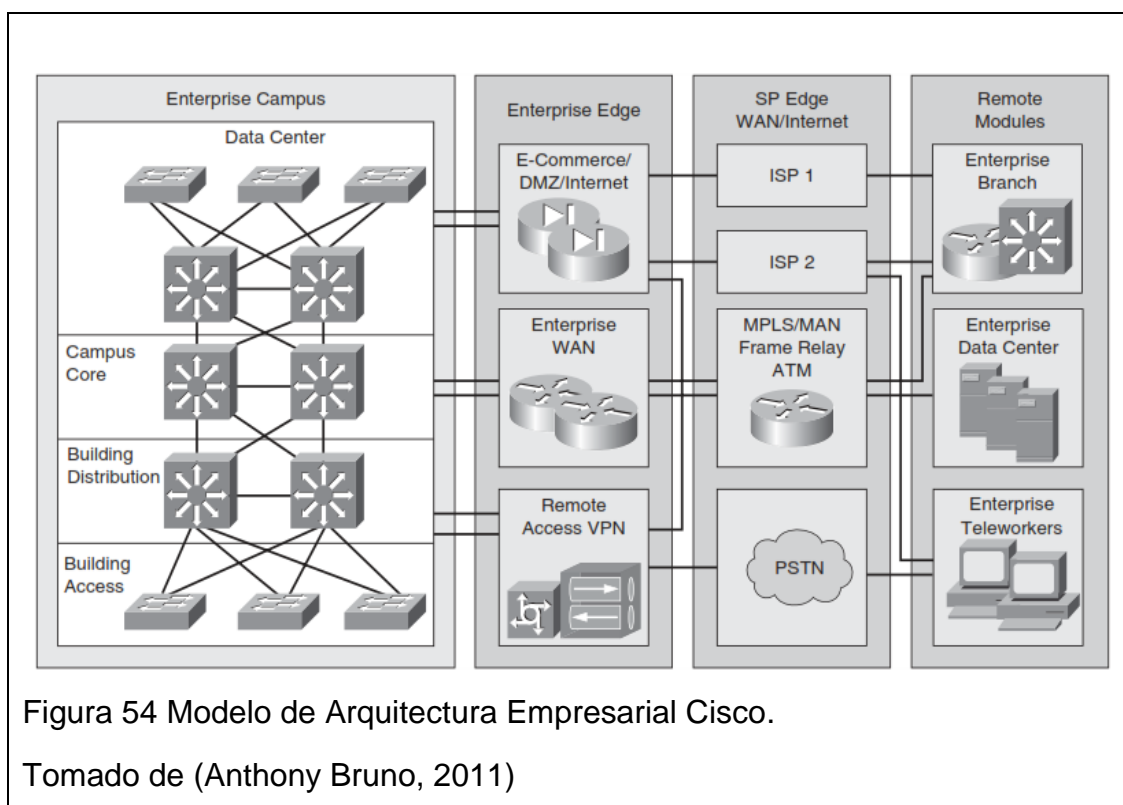 Enterprise Campus
Data Center
Campus
Core
Building
Distribution
Building
Access
Enterprise Edge
E-Commerce/
DMZ/Internet
Enterprise
WAN
Remote
Access VPN
SP Edge
WAN/Internet
ISP 1
ISP 2
MPLS/MAN
Frame Relay
ATM
PSTN
Remote
Modules
Enterprise
Branch
Enterprise
Data Center
Enterprise
Teleworkers
Figura 54 Modelo de Arquitectura Empresarial Cisco.
Tomado de (Anthony Bruno, 2011)